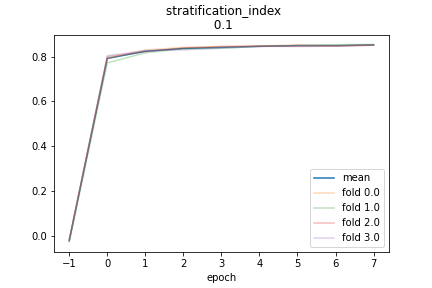 stratification_index
0.1
0.8
0.6
0.4
0.2
0.0
mean
fold 0.0
fold 1.0
fold 2.0
fold 3.0
−1 0 1 2 3 4 5 6 7
epoch